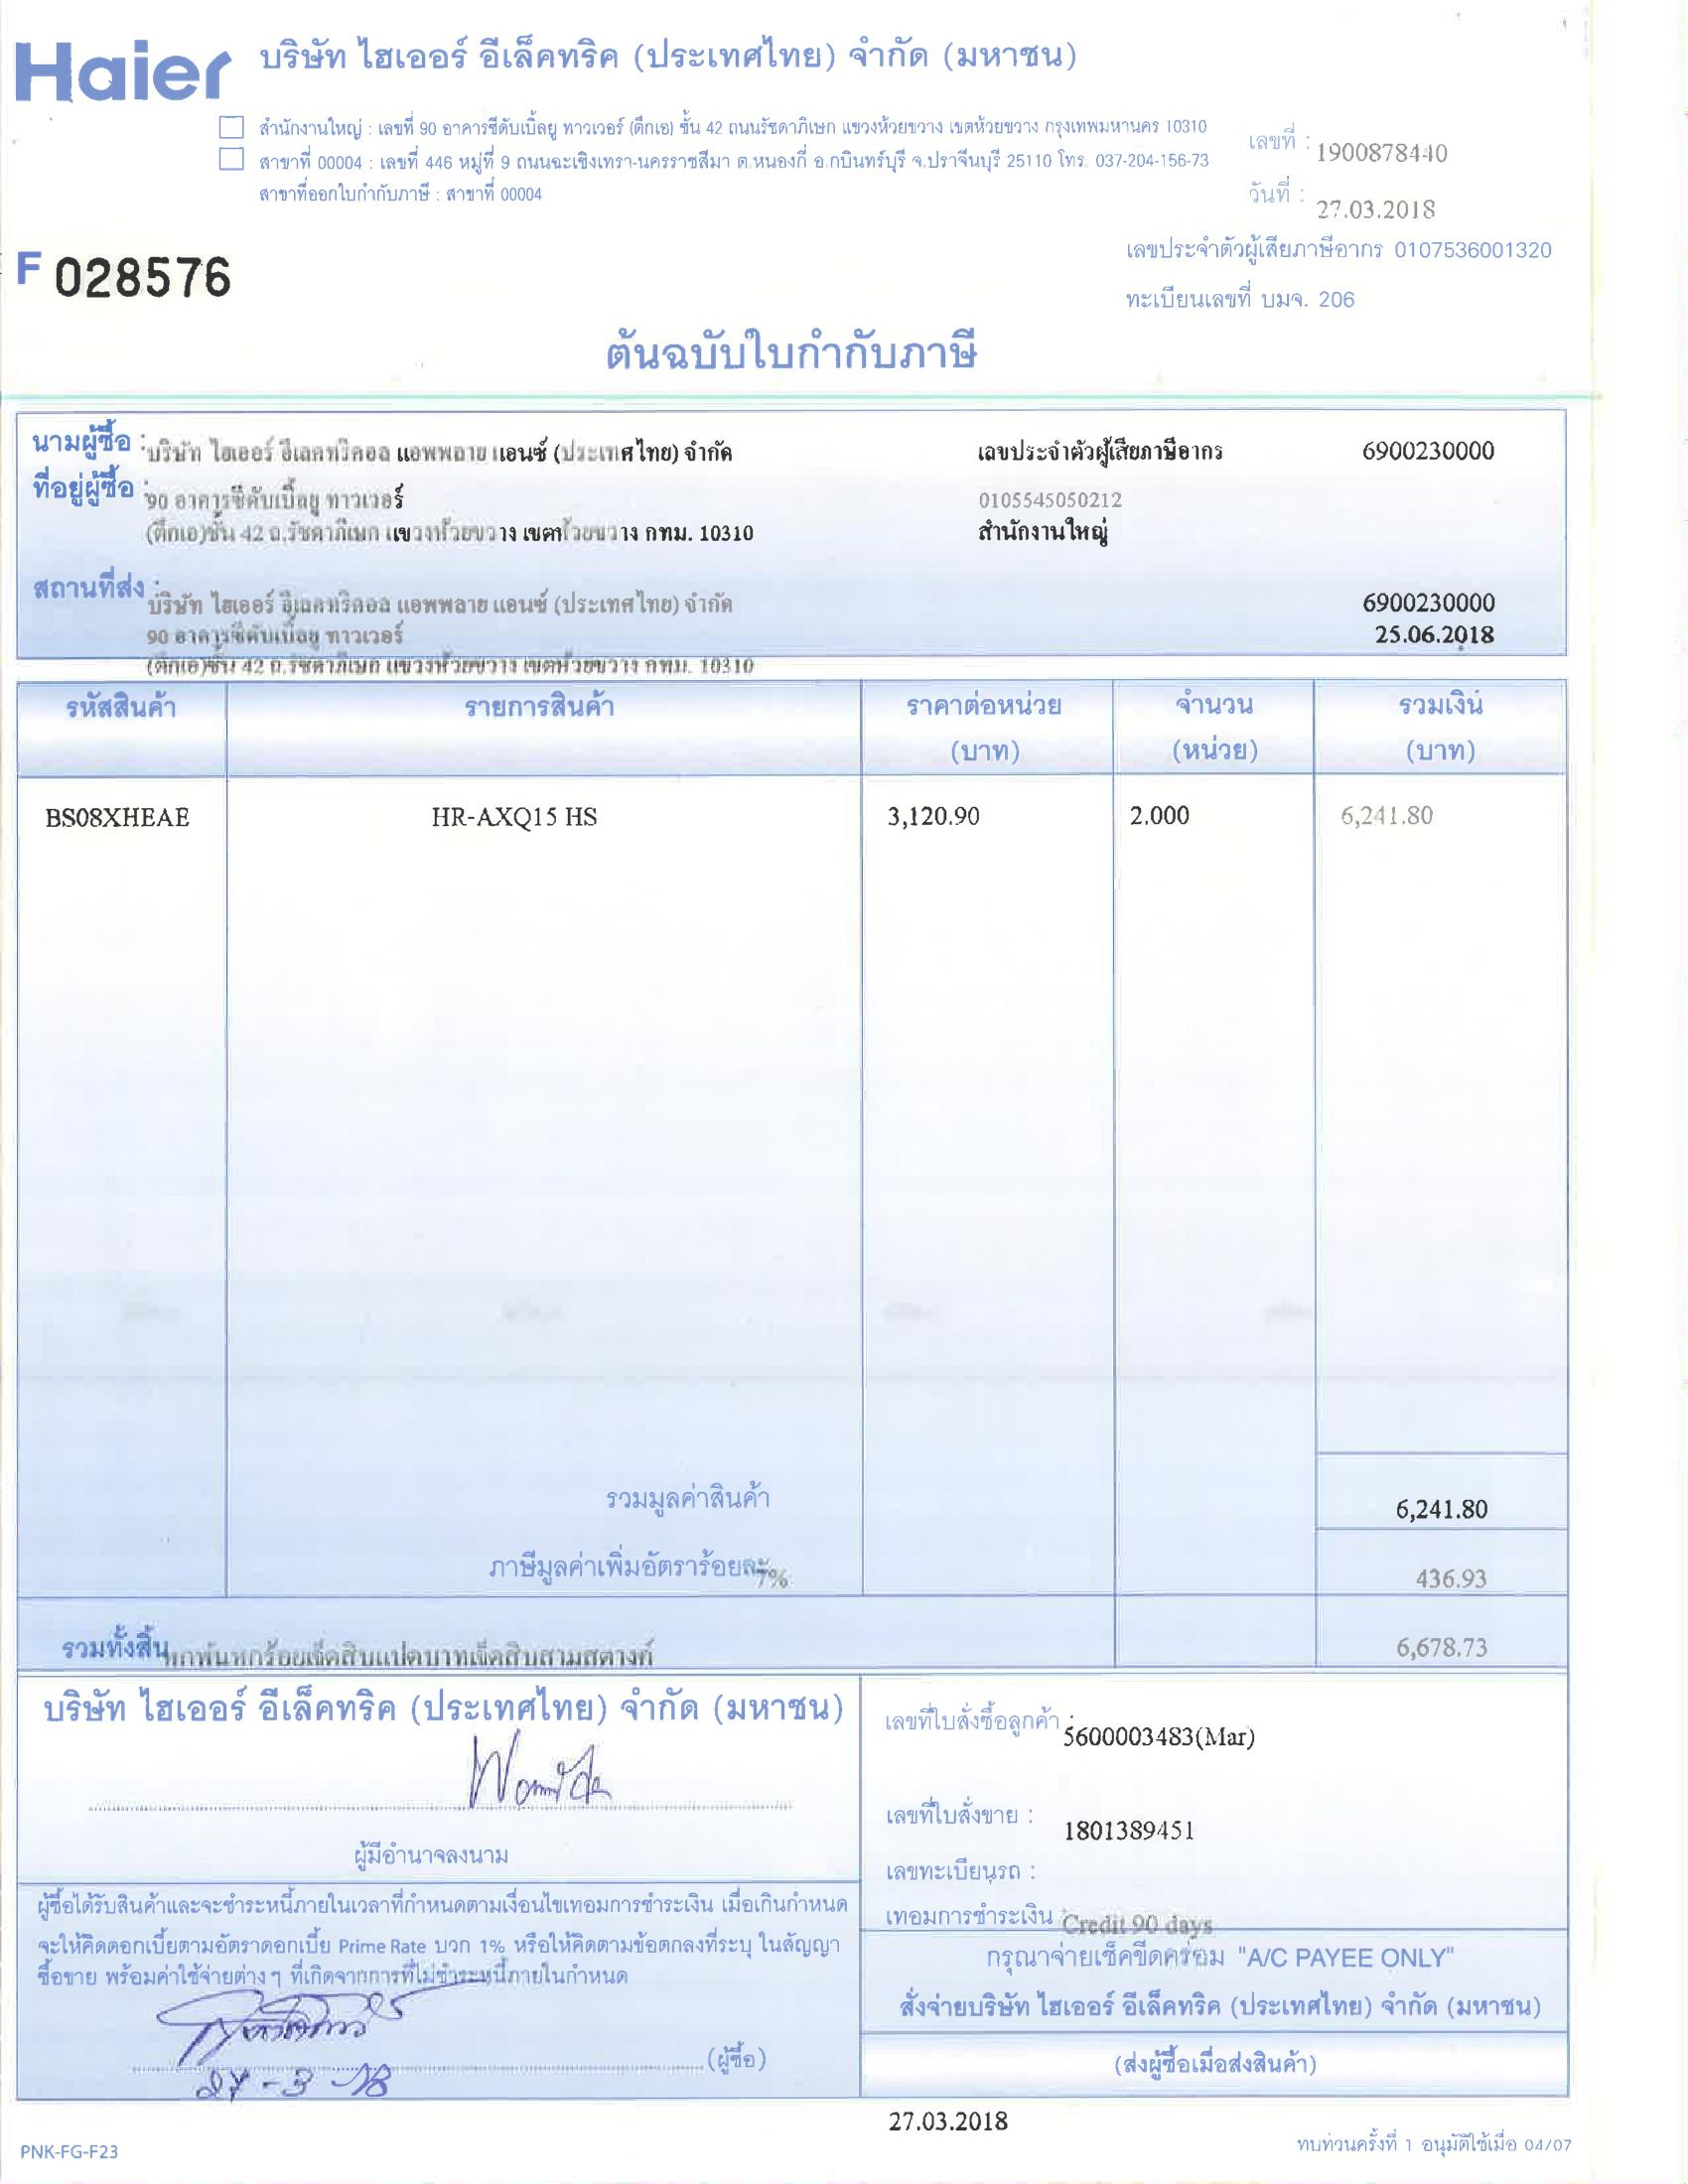 Haier บริษัท ไฮเออร์ อีเล็คทริค (ประเทศไทย) จำกัด (มหาชน)
สำนักงานใหญ่ : เลขที่ 90 อาคารซีดับเบิ้ลยู ทาวเวอร์ (ตึกเอ) ชั้น 42 ถนนรัชดาภิเษก แขวงห้วยขวาง เขตห้วยขวาง กรุงเทพมหานคร 10310
สาขาที่ 00004 : เลขที่ 446 หมู่ที่ 9 ถนนฉะเชิงเทรา-นครราชสีมา ต.หนองกี่ อ.กบินทร์บุรี จ.ปราจีนบุรี 25110 โทร. 037-204-156-73
สาขาที่ออกใบกำกับภาษี : สาขาที่ 00004
เลขที่ : 1900878440
วันที่ : 27.03.2018
เลขประจำตัวผู้เสียภาษีอากร 0107536001320
ทะเบียนเลขที่ บมจ. 206
F 028576
ต้นฉบับใบกำกับภาษี
นามผู้ซื้อ : บริษัท ไฮเออร์ อีเลคทริคอล แอพพลาย แอนซ์ (ประเทศไทย) จำกัด เลขประจำตัวผู้เสียภาษีอากร 6900230000
ที่อยู่ผู้ซื้อ : 90 อาคารซีดับเบิ้ลยู ทาวเวอร์ 0105545050212
(ตึกเอ)ชั้น 42 ถ.รัชดาภิเษก แขวงห้วยขวาง เขตห้วยขวาง กทม. 10310 สำนักงานใหญ่
สถานที่ส่ง : บริษัท ไฮเออร์ อีเลคทริคอล แอพพลาย แอนซ์ (ประเทศไทย) จำกัด 6900230000
90 อาคารซีดับเบิ้ลยู ทาวเวอร์ 25.06.2018
(ตึกเอ)ชั้น 42 ถ.รัชดาภิเษก แขวงห้วยขวาง เขตห้วยขวาง กทม. 10310
รหัสสินค้า รายการสินค้า ราคาต่อหน่วย จำนวน รวมเงิน
(บาท) (หน่วย) (บาท)
BS08XHEAE HR-AXQ15 HS 3,120.90 2.000 6,241.80
รวมมูลค่าสินค้า 6,241.80
ภาษีมูลค่าเพิ่มอัตราร้อยละ 7% 436.93
รวมทั้งสิ้น หกพันหกร้อยเจ็ดสิบแปดบาทเจ็ดสิบสามสตางค์ 6,678.73
บริษัท ไฮเออร์ อีเล็คทริค (ประเทศไทย) จำกัด (มหาชน)
ผู้มีอำนาจลงนาม
เลขที่ใบสั่งซื้อลูกค้า : 5600003483(Mar)
เลขที่ใบสั่งขาย : 1801389451
เลขทะเบียนรถ :
เทอมการชำระเงิน : Credit 90 days
ผู้ซื้อได้รับสินค้าและจะชำระหนี้ภายในเวลาที่กำหนดตามเงื่อนไขเทอมการชำระเงิน เมื่อเกินกำหนด
จะให้คิดดอกเบี้ยตามอัตราดอกเบี้ย Prime Rate บวก 1% หรือให้คิดตามข้อตกลงที่ระบุ ในสัญญา
ซื้อขาย พร้อมค่าใช้จ่ายต่างๆ ที่เกิดจากการที่ไม่ชำระหนี้ภายในกำหนด
27-3-18
(ผู้ซื้อ)
กรุณาจ่ายเช็คขีดคร่อม "A/C PAYEE ONLY"
สั่งจ่ายบริษัท ไฮเออร์ อีเล็คทริค (ประเทศไทย) จำกัด (มหาชน)
(ส่งผู้ซื้อเมื่อส่งสินค้า)
27.03.2018
PNK-FG-F23
ทบทวนครั้งที่ 1 อนุมัติใช้เมื่อ 04/07